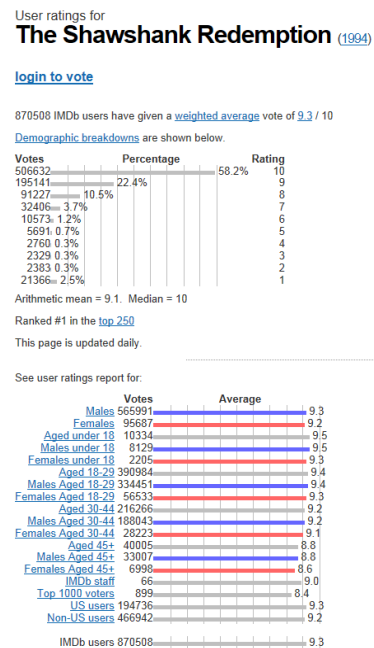 User ratings for
The Shawshank Redemption (1994)
login to vote
870508 IMDb users have given a weighted average vote of 9.3 / 10
Demographic breakdowns are shown below.
Votes Percentage Rating
506632 58.2% 10
195141 22.4% 9
91227 10.5% 8
32406 3.7% 7
10573 1.2% 6
5691 0.7% 5
2760 0.3% 4
2329 0.3% 3
2383 0.3% 2
21366 2.5% 1
Arithmetic mean = 9.1. Median = 10
Ranked #1 in the top 250
This page is updated daily.
See user ratings report for:
Votes Average
Males 565991 9.3
Females 95687 9.2
Aged under 18 10334 9.5
Males under 18 8129 9.5
Females under 18 2205 9.3
Aged 18-29 390984 9.4
Males Aged 18-29 334451 9.4
Females Aged 18-29 56533 9.3
Aged 30-44 216266 9.2
Males Aged 30-44 188043 9.2
Females Aged 30-44 28223 9.1
Aged 45+ 40005 8.8
Males Aged 45+ 33007 8.8
Females Aged 45+ 6998 8.6
IMDb staff 66 9.0
Top 1000 voters 899 8.4
US users 194736 9.3
Non-US users 466942 9.2
IMDb users 870508 9.3